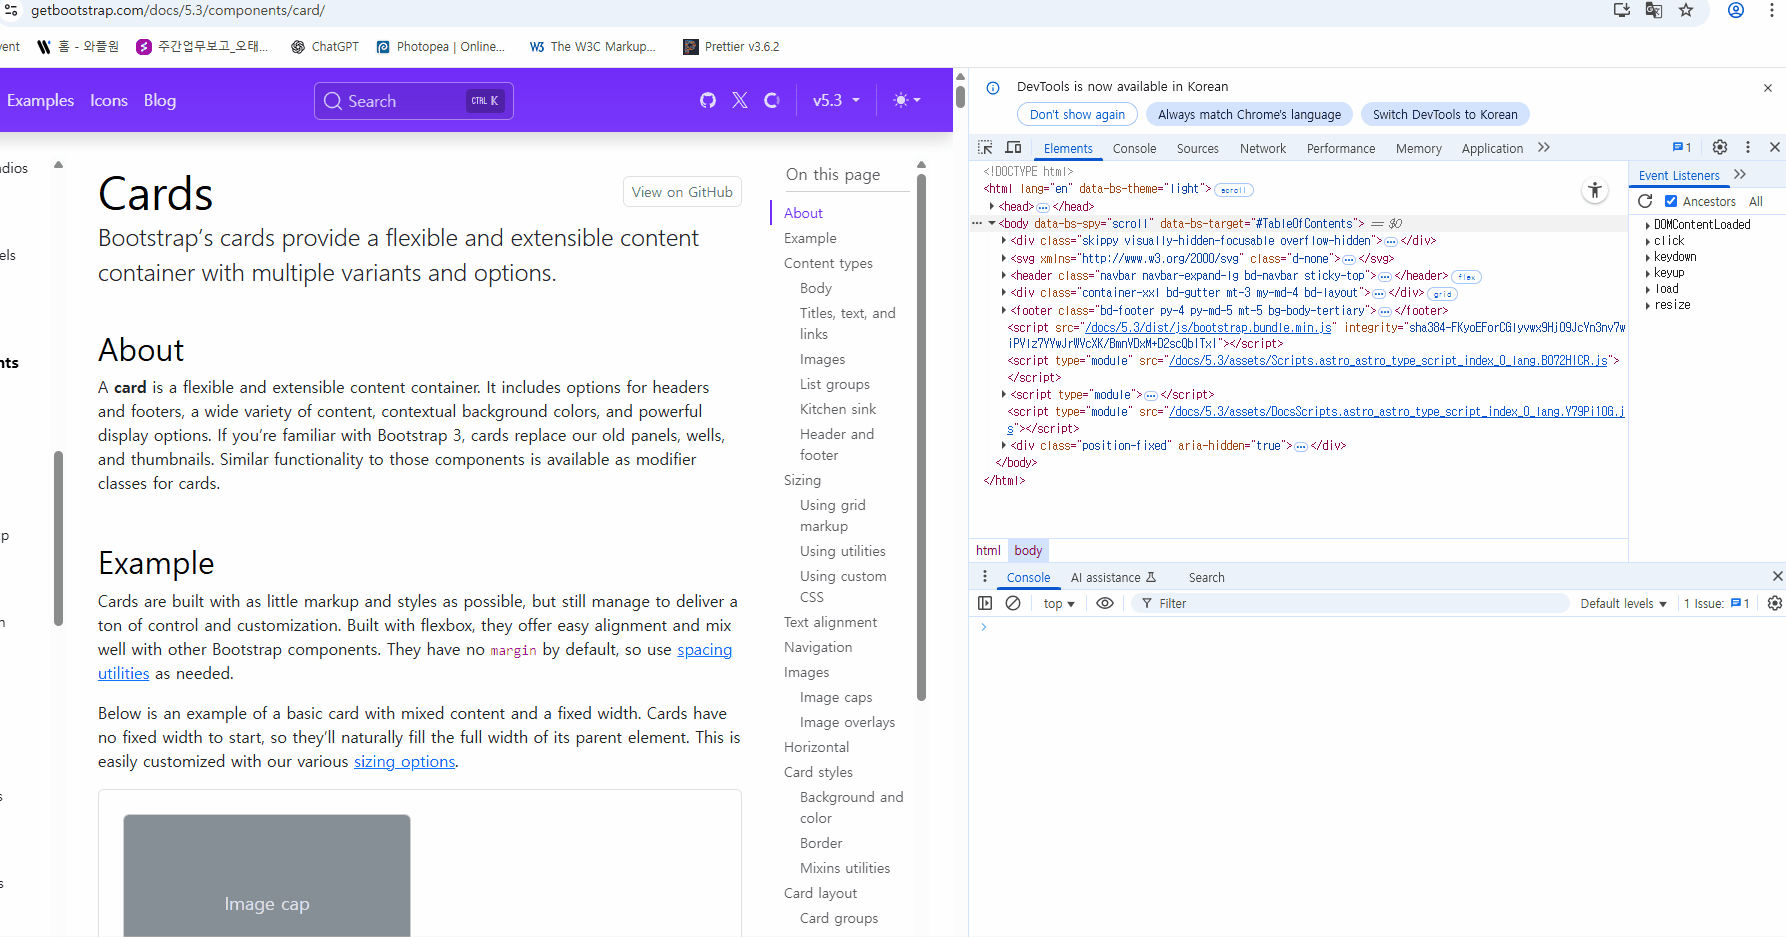 getbootstrap.com/docs/5.3/components/card/
vent
홈 - 와플원
주간업무보고_오태...
ChatGPT
Photopea | Online...
The W3C Markup...
Prettier v3.6.2
Examples
Icons
Blog
Search
CTRL K
v5.3
dios
els
nts
p
n
s
s
Cards
View on GitHub
Bootstrap's cards provide a flexible and extensible content
container with multiple variants and options.
About
A card is a flexible and extensible content container. It includes options for headers
and footers, a wide variety of content, contextual background colors, and powerful
display options. If you're familiar with Bootstrap 3, cards replace our old panels, wells,
and thumbnails. Similar functionality to those components is available as modifier
classes for cards.
Example
Cards are built with as little markup and styles as possible, but still manage to deliver a
ton of control and customization. Built with flexbox, they offer easy alignment and mix
well with other Bootstrap components. They have no margin by default, so use spacing
utilities as needed.
Below is an example of a basic card with mixed content and a fixed width. Cards have
no fixed width to start, so they'll naturally fill the full width of its parent element. This is
easily customized with our various sizing options.
Image cap
On this page
About
Example
Content types
Body
Titles, text, and
links
Images
List groups
Kitchen sink
Header and
footer
Sizing
Using grid
markup
Using utilities
Using custom
CSS
Text alignment
Navigation
Images
Image caps
Image overlays
Horizontal
Card styles
Background and
color
Border
Mixins utilities
Card layout
Card groups
DevTools is now available in Korean
Don't show again
Always match Chrome's language
Switch DevTools to Korean
Elements
Console
Sources
Network
Performance
Memory
Application
1
<!DOCTYPE html>
<html lang="en" data-bs-theme="light"> scroll
<head> … </head>
<body data-bs-spy="scroll" data-bs-target="#TableOfContents"> == $0
<div class="skippy visually-hidden-focusable overflow-hidden"> … </div>
<svg xmlns="http://www.w3.org/2000/svg" class="d-none"> … </svg>
<header class="navbar navbar-expand-lg bd-navbar sticky-top"> … </header> flex
<div class="container-xxl bd-gutter mt-3 my-md-4 bd-layout"> … </div> grid
<footer class="bd-footer py-4 py-md-5 mt-5 bg-body-tertiary"> … </footer>
<script src="/docs/5.3/dist/js/bootstrap.bundle.min.js" integrity="sha384-FKyoEForCGlyvwx9Hj09JcYn3nv7w
iPVlz7YYwJrWVcXK/BmnVDxM+D2scQbITxI"></script>
<script type="module" src="/docs/5.3/assets/Scripts.astro_astro_type_script_index_0_lang.BO72HlCR.js">
</script>
<script type="module"> … </script>
<script type="module" src="/docs/5.3/assets/DocsScripts.astro_astro_type_script_index_0_lang.Y79Pi1OG.j
s"></script>
<div class="position-fixed" aria-hidden="true"> … </div>
</body>
</html>
html
body
Event Listeners
Ancestors
All
DOMContentLoaded
click
keydown
keyup
load
resize
Console
AI assistance
Search
top
Filter
Default levels
1 Issue:
1